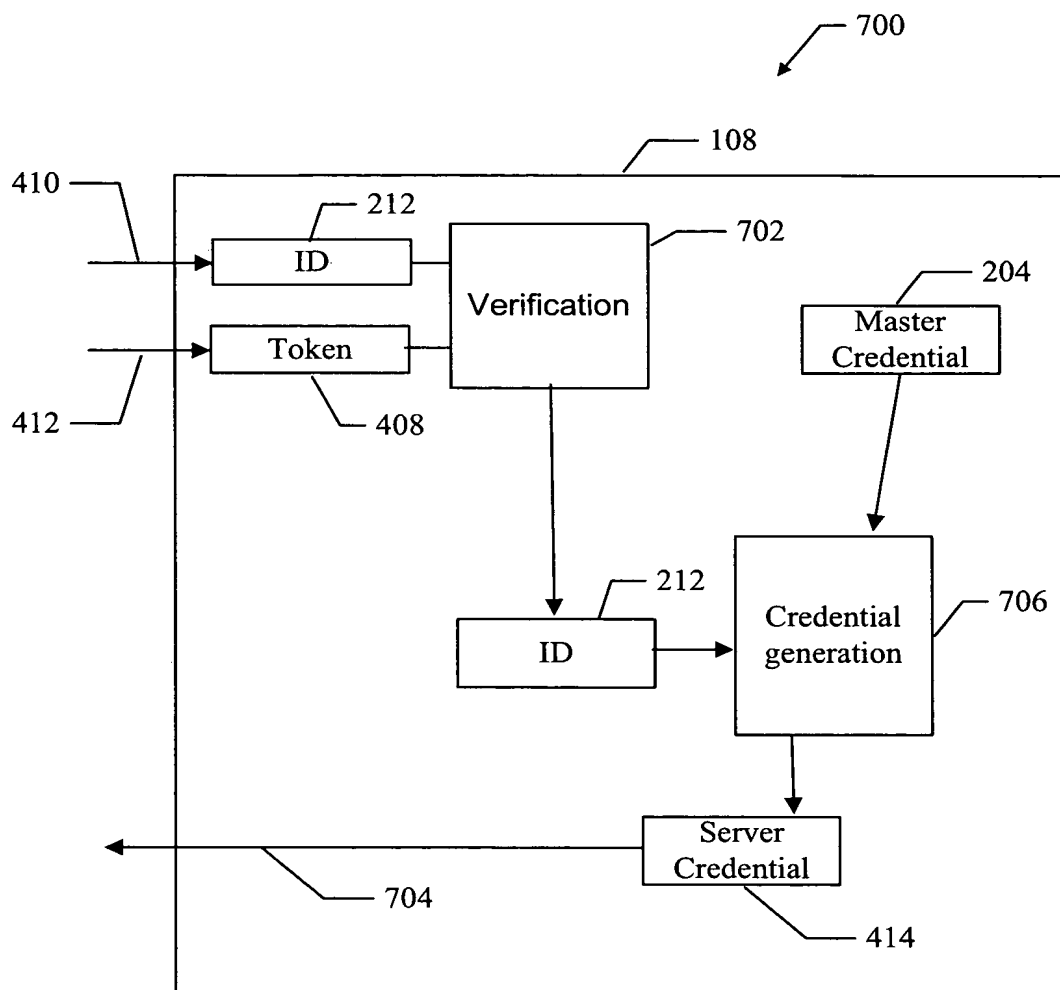 700
108
410
212
ID
702
Verification
204
Master
Credential
Token
412
408
212
ID
Credential
generation
706
Server
Credential
704
414